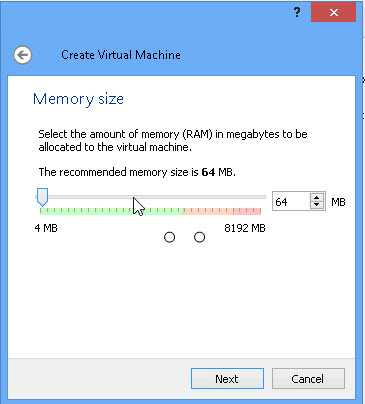 ?
Create Virtual Machine
Memory size
Select the amount of memory (RAM) in megabytes to be
allocated to the virtual machine.
The recommended memory size is 64 MB.
64 MB
4 MB 8192 MB
Next Cancel